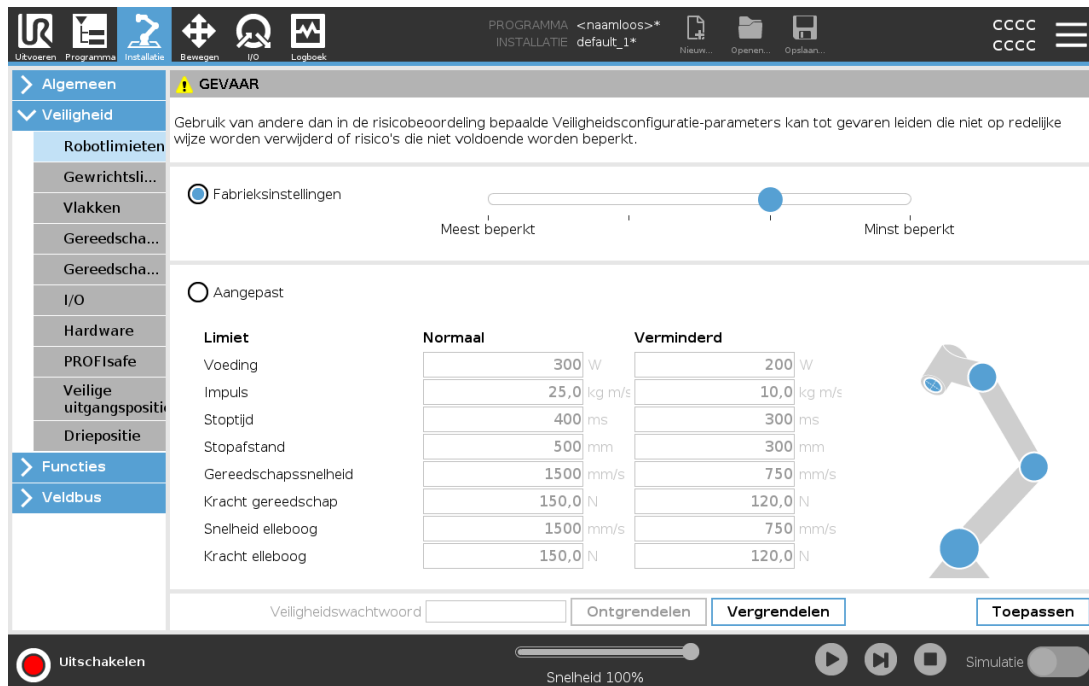 PROGRAMMA <naamloos>*
INSTALLATIE default_1*
CCCC
CCCC
Uitvoeren Programma Installatie Bewegen I/O Logboek
Nieuw... Openen... Opslaan...
Algemeen
Veiligheid
Robotlimieten
Gewrichtsli...
Vlakken
Gereedscha...
Gereedscha...
I/O
Hardware
PROFIsafe
Veilige
uitgangspositi
Driepositie
Functies
Veldbus
GEVAAR
Gebruik van andere dan in de risicobeoordeling bepaalde Veiligheidsconfiguratie-parameters kan tot gevaren leiden die niet op redelijke
wijze worden verwijderd of risico's die niet voldoende worden beperkt.
Fabrieksinstellingen
Meest beperkt Minst beperkt
Aangepast
Limiet Normaal Verminderd
Voeding 300 W 200 W
Impuls 25,0 kg m/s 10,0 kg m/s
Stoptijd 400 ms 300 ms
Stopafstand 500 mm 300 mm
Gereedschapssnelheid 1500 mm/s 750 mm/s
Kracht gereedschap 150,0 N 120,0 N
Snelheid elleboog 1500 mm/s 750 mm/s
Kracht elleboog 150,0 N 120,0 N
Veiligheidswachtwoord Ontgrendelen Vergrendelen Toepassen
Uitschakelen
Snelheid 100%
Simulatie